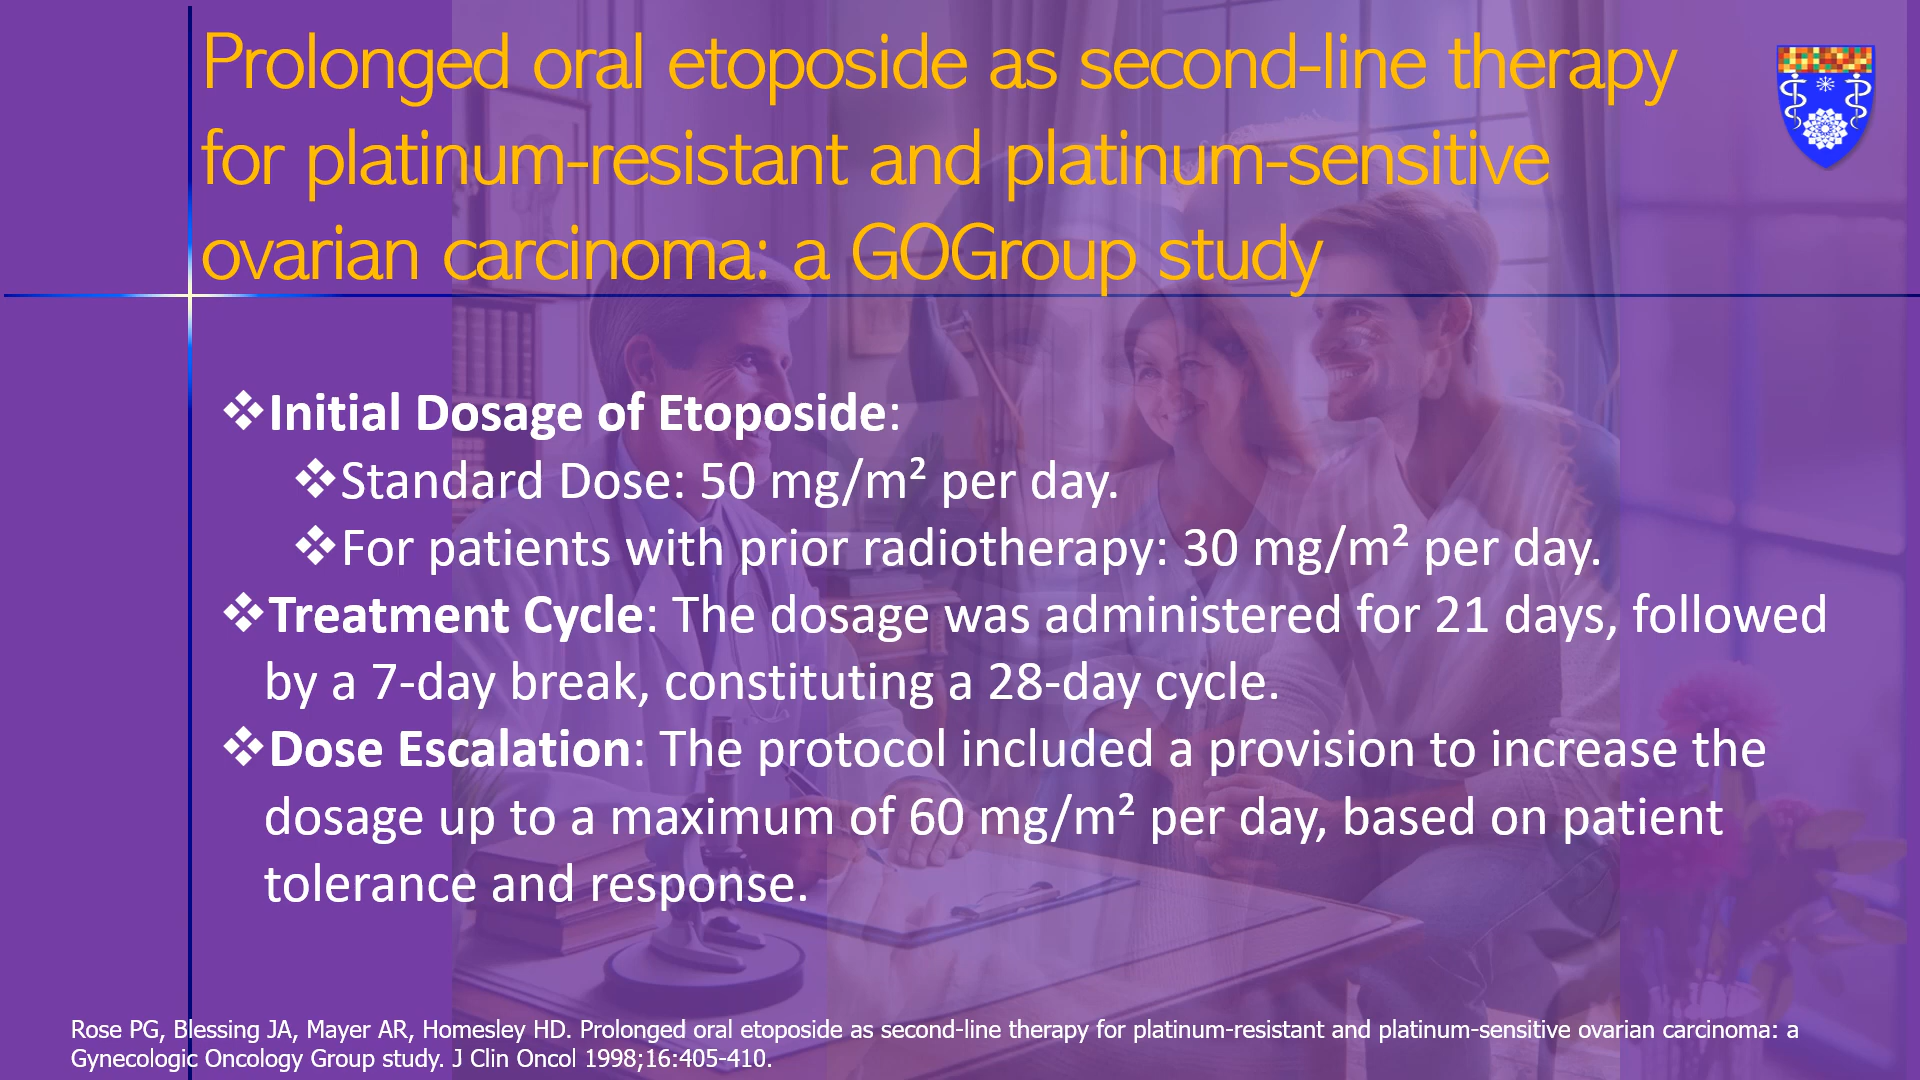 Prolonged oral etoposide as second-line therapy
for platinum-resistant and platinum-sensitive
ovarian carcinoma: a GOGroup study
❖Initial Dosage of Etoposide:
❖Standard Dose: 50 mg/m² per day.
❖For patients with prior radiotherapy: 30 mg/m² per day.
❖Treatment Cycle: The dosage was administered for 21 days, followed
by a 7-day break, constituting a 28-day cycle.
❖Dose Escalation: The protocol included a provision to increase the
dosage up to a maximum of 60 mg/m² per day, based on patient
tolerance and response.
Rose PG, Blessing JA, Mayer AR, Homesley HD. Prolonged oral etoposide as second-line therapy for platinum-resistant and platinum-sensitive ovarian carcinoma: a
Gynecologic Oncology Group study. J Clin Oncol 1998;16:405-410.